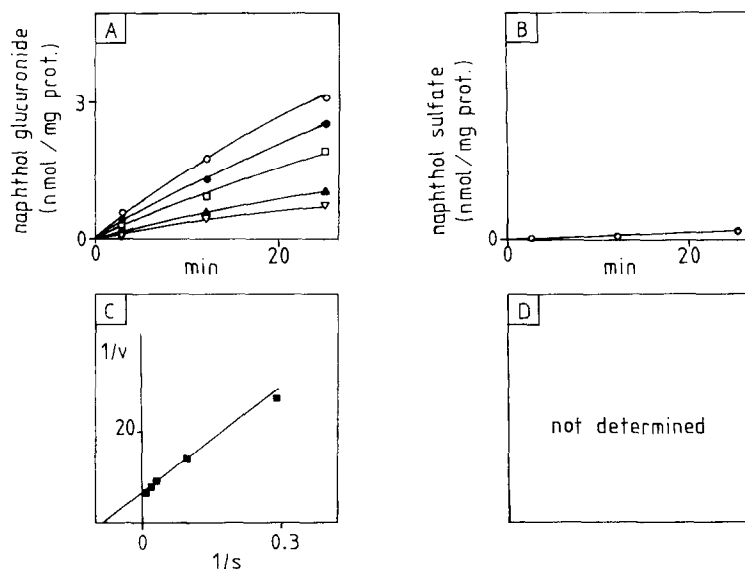 A
naphthol glucuronide
(nmol / mg prot.)
3
0
0
20
min
B
naphthol sulfate
(nmol / mg prot.)
0
20
min
C
1/v
20
0
0.3
1/s
D
not determined